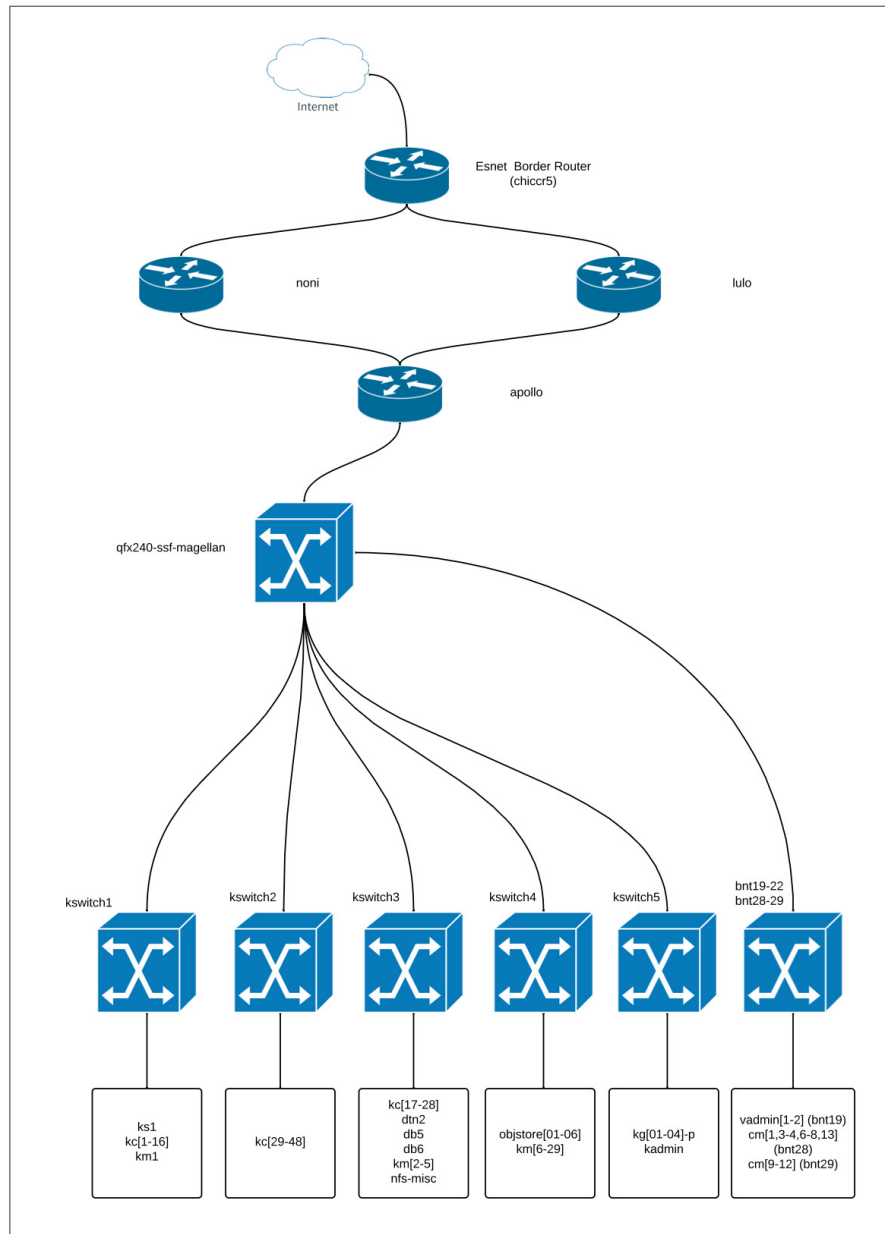 Internet
Esnet  Border Router
(chiccr5)
noni
lulo
apollo
qfx240-ssf-magellan
kswitch1
kswitch2
kswitch3
kswitch4
kswitch5
bnt19-22
bnt28-29
ks1
kc[1-16]
km1
kc[29-48]
kc[17-28]
dtn2
db5
db6
km[2-5]
nfs-misc
objstore[01-06]
km[6-29]
kg[01-04]-p
kadmin
vadmin[1-2] (bnt19)
cm[1,3-4,6-8,13]
(bnt28)
cm[9-12] (bnt29)